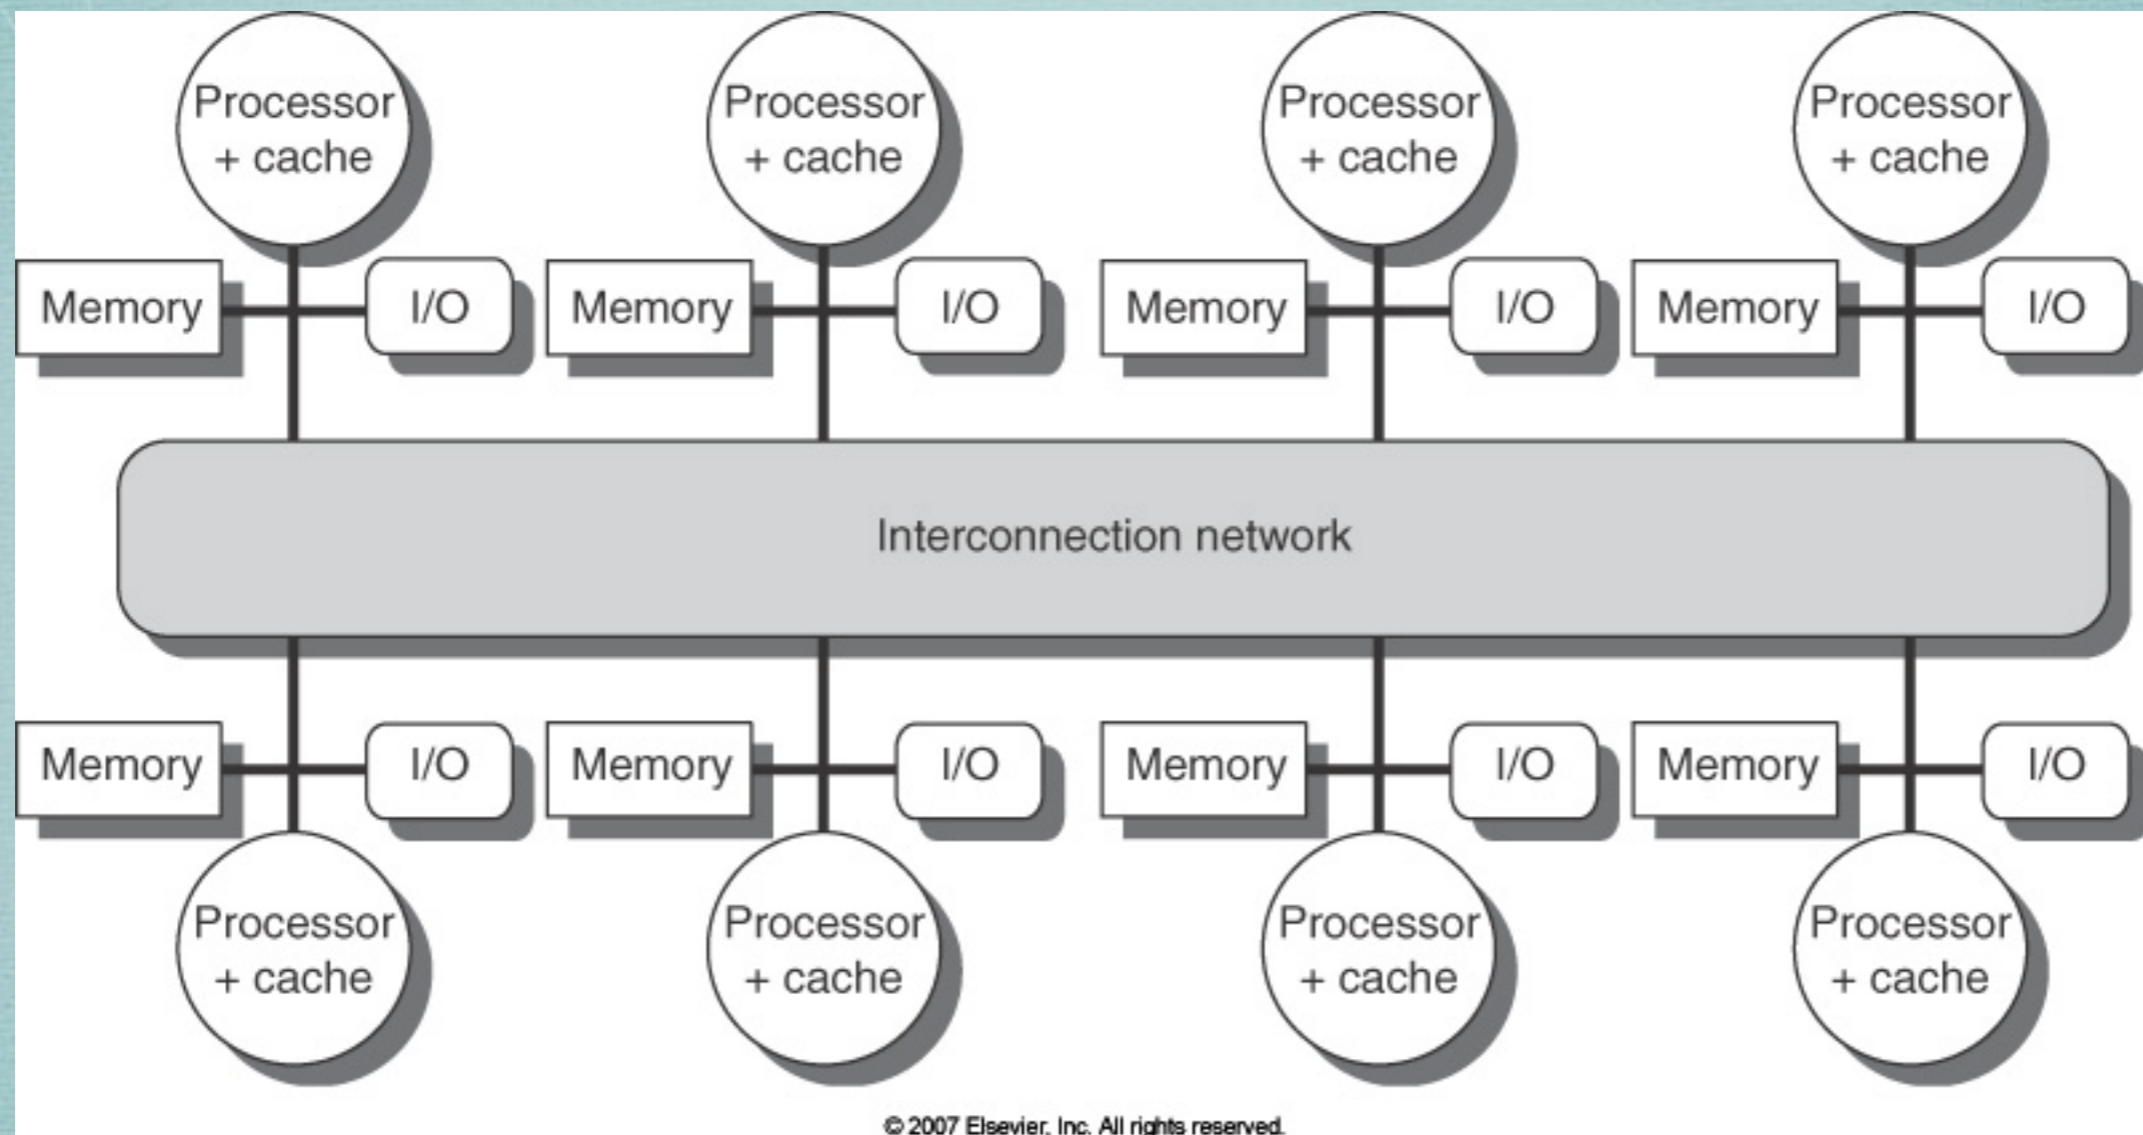 Processor
+ cache
Processor
+ cache
Processor
+ cache
Processor
+ cache
Memory
I/O
Memory
I/O
Memory
I/O
Memory
I/O
Interconnection network
Memory
I/O
Memory
I/O
Memory
I/O
Memory
I/O
Processor
+ cache
Processor
+ cache
Processor
+ cache
Processor
+ cache
© 2007 Elsevier, Inc. All rights reserved.